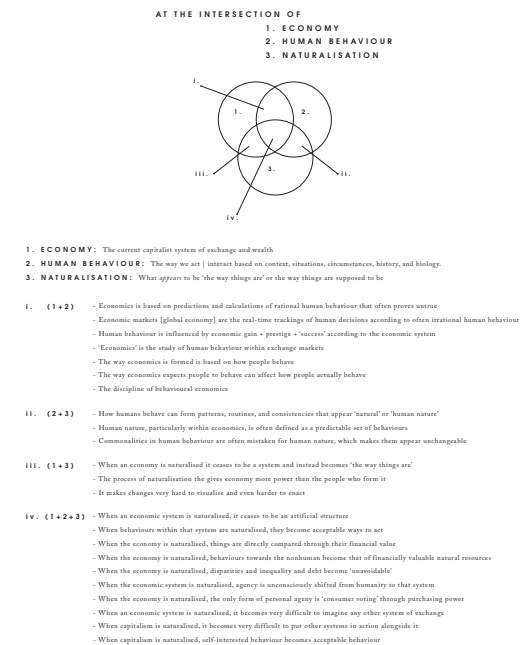 AT THE INTERSECTION OF
1. ECONOMY
2. HUMAN BEHAVIOUR
3. NATURALISATION
i.
1.
2.
3.
iii.
ii.
iv.
1. ECONOMY: The current capitalist system of exchange and wealth
2. HUMAN BEHAVIOUR: The way we act | interact based on context, situations, circumstances, history, and biology.
3. NATURALISATION: What appears to be 'the way things are' or the way things are supposed to be
i. (1+2) - Economics is based on predictions and calculations of rational human behaviour that often proves untrue
- Economic markets [global economy] are the real-time trackings of human decisions according to often irrational human behaviour
- Human behaviour is influenced by economic gain + prestige + 'success' according to the economic system
- 'Economics' is the study of human behaviour within exchange markets
- The way economics is formed is based on how people behave
- The way economics expects people to behave can affect how people actually behave
- The discipline of behavioural economics
ii. (2+3) - How humans behave can form patterns, routines, and consistencies that appear 'natural' or 'human nature'
- Human nature, particularly within economics, is often defined as a predictable set of behaviours
- Commonalities in human behaviour are often mistaken for human nature, which makes them appear unchangeable
iii. (1+3) - When an economy is naturalised it ceases to be a system and instead becomes 'the way things are'
- The process of naturalisation the gives economy more power than the people who form it
- It makes changes very hard to visualise and even harder to enact
iv. (1+2+3) - When an economic system is naturalised, it ceases to be an artificial structure
- When behaviours within that system are naturalised, they become acceptable ways to act
- When the economy is naturalised, things are directly compared through their financial value
- When the economy is naturalised, behaviours towards the nonhuman become that of financially valuable natural resources
- When the economy is naturalised, disparities and inequality and debt become 'unavoidable'
- When the economic system is naturalised, agency is unconsciously shifted from humanity to that system
- When the economy is naturalised, the only form of personal ageny is 'consumer voting' through purchasing power
- When an economic system is naturalised, it becomes very difficult to imagine any other system of exchange
- When capitalism is naturalised, it becomes very difficult to put other systems in action alongside it
- When capitalism is naturalised, self-interested behaviour becomes acceptable behaviour